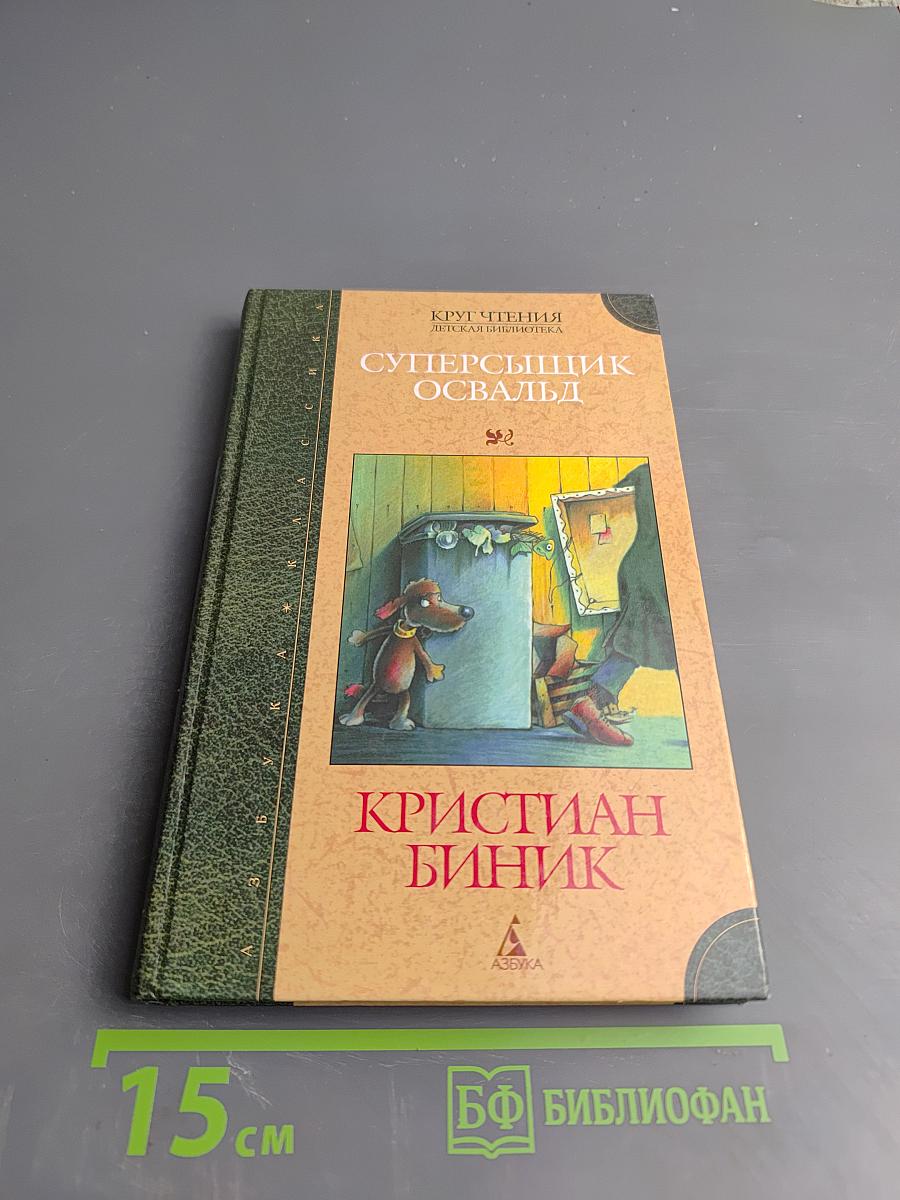 КРУГ ЧТЕНИЯ
ДЕТСКАЯ БИБЛИОТЕКА
СУПЕРСЫЩИК
ОСВАЛЬД
АЗБУКА*КЛАССИКА
КРИСТИАН
БИНИК
АЗБУКА
15 см
БФ БИБЛИОФАН